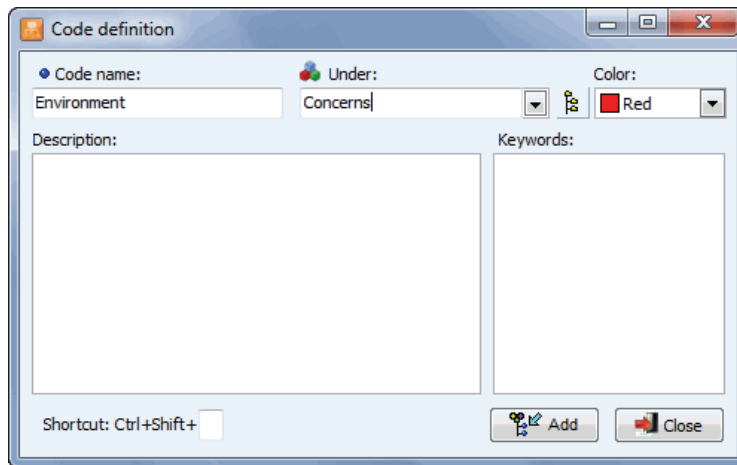 Code definition
Code name: Under: Color:
Environment Concerns Red
Description: Keywords:
Shortcut: Ctrl+Shift+ Add Close